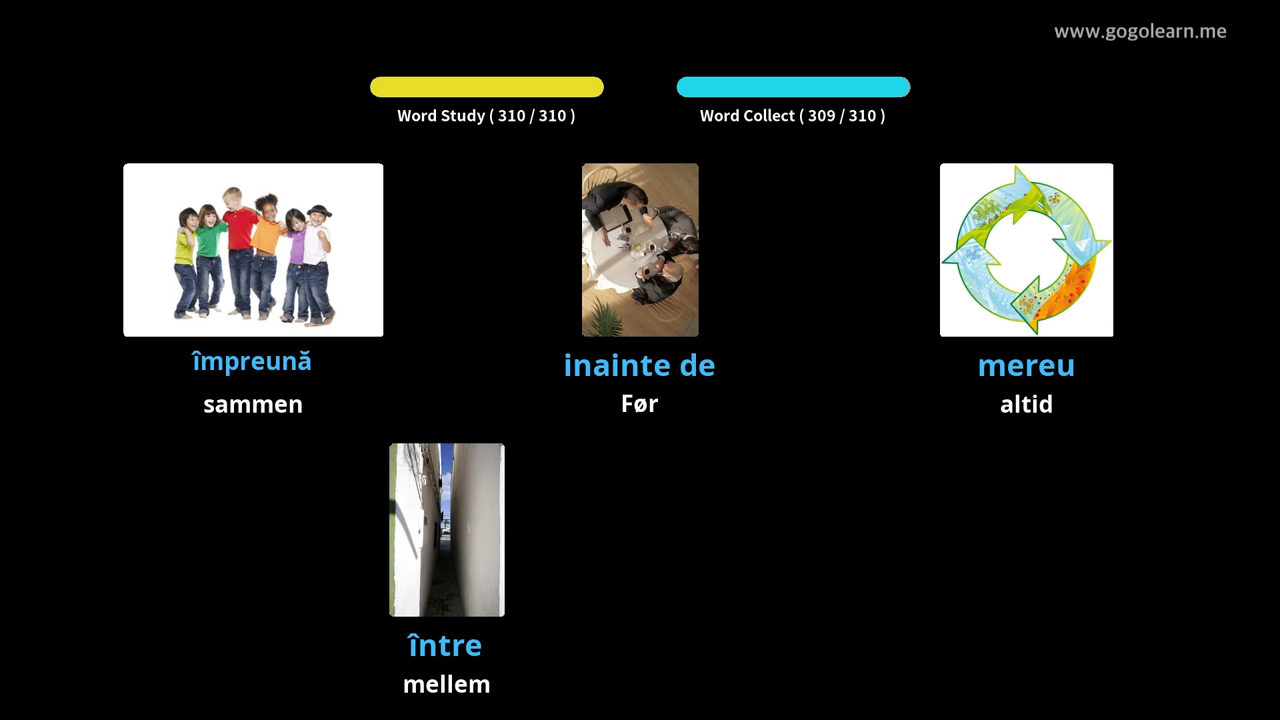 www.gogolearn.me
Word Study ( 310 / 310 )
Word Collect ( 309 / 310 )
împreună
inainte de
mereu
sammen
Før
altid
între
mellem